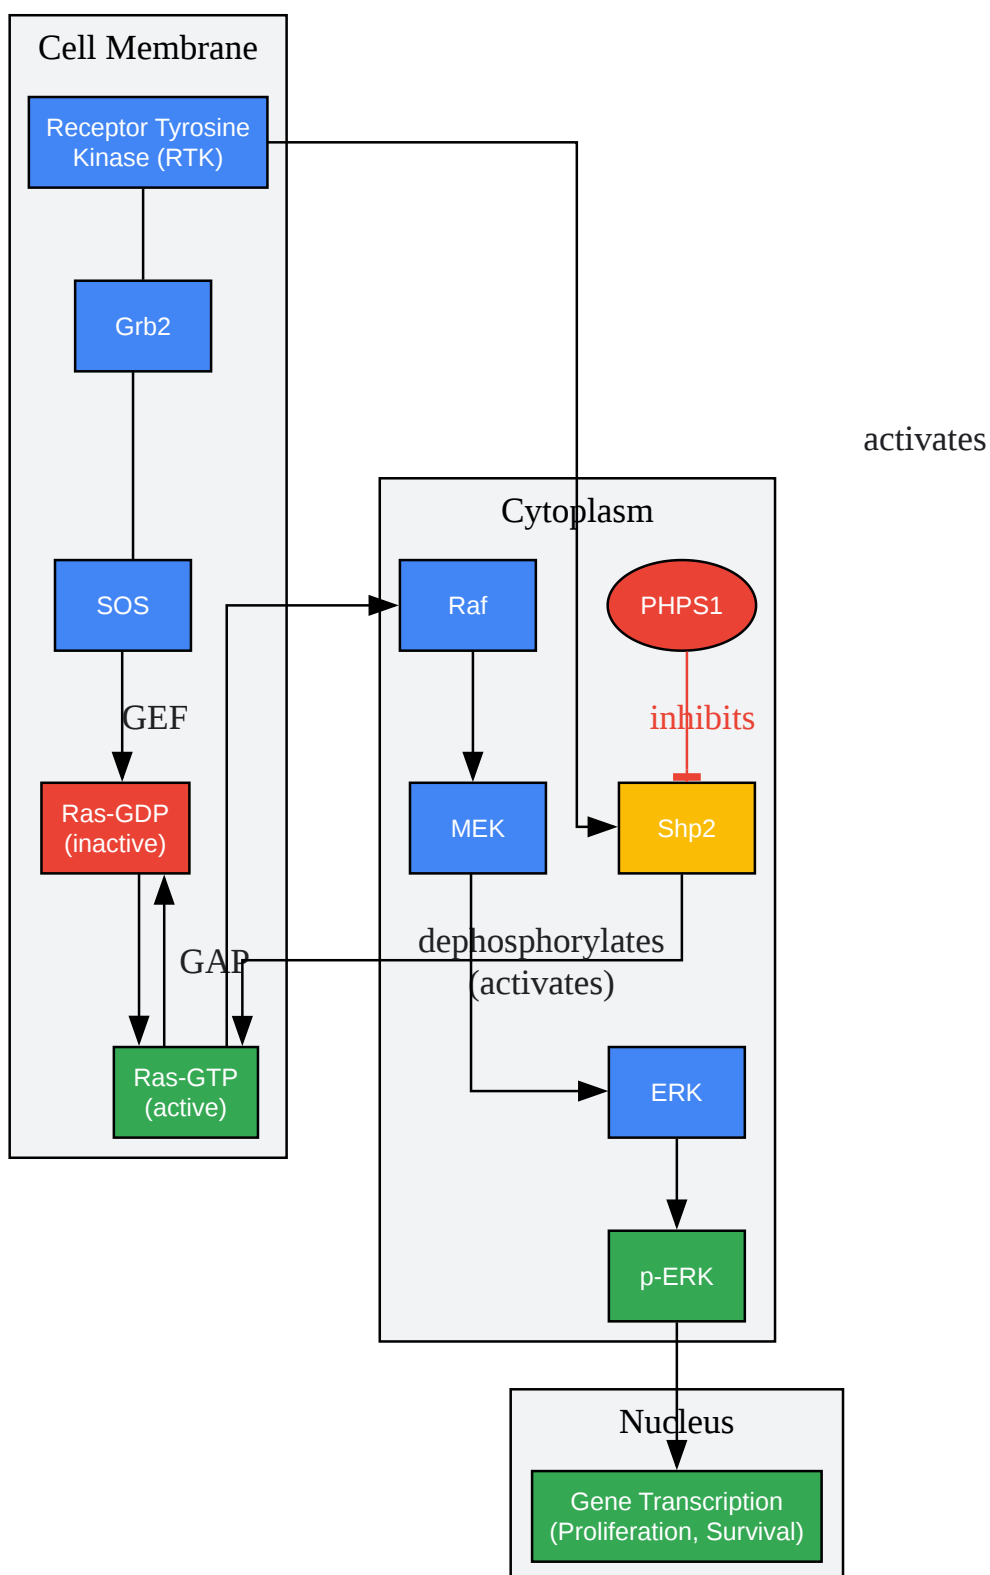 Cell Membrane
Receptor Tyrosine
Kinase (RTK)
Grb2
activates
Cytoplasm
SOS
Raf
PHPS1
GEF
inhibits
Ras-GDP
(inactive)
MEK
Shp2
GAP
dephosphorylates
(activates)
Ras-GTP
(active)
ERK
p-ERK
Nucleus
Gene Transcription
(Proliferation, Survival)